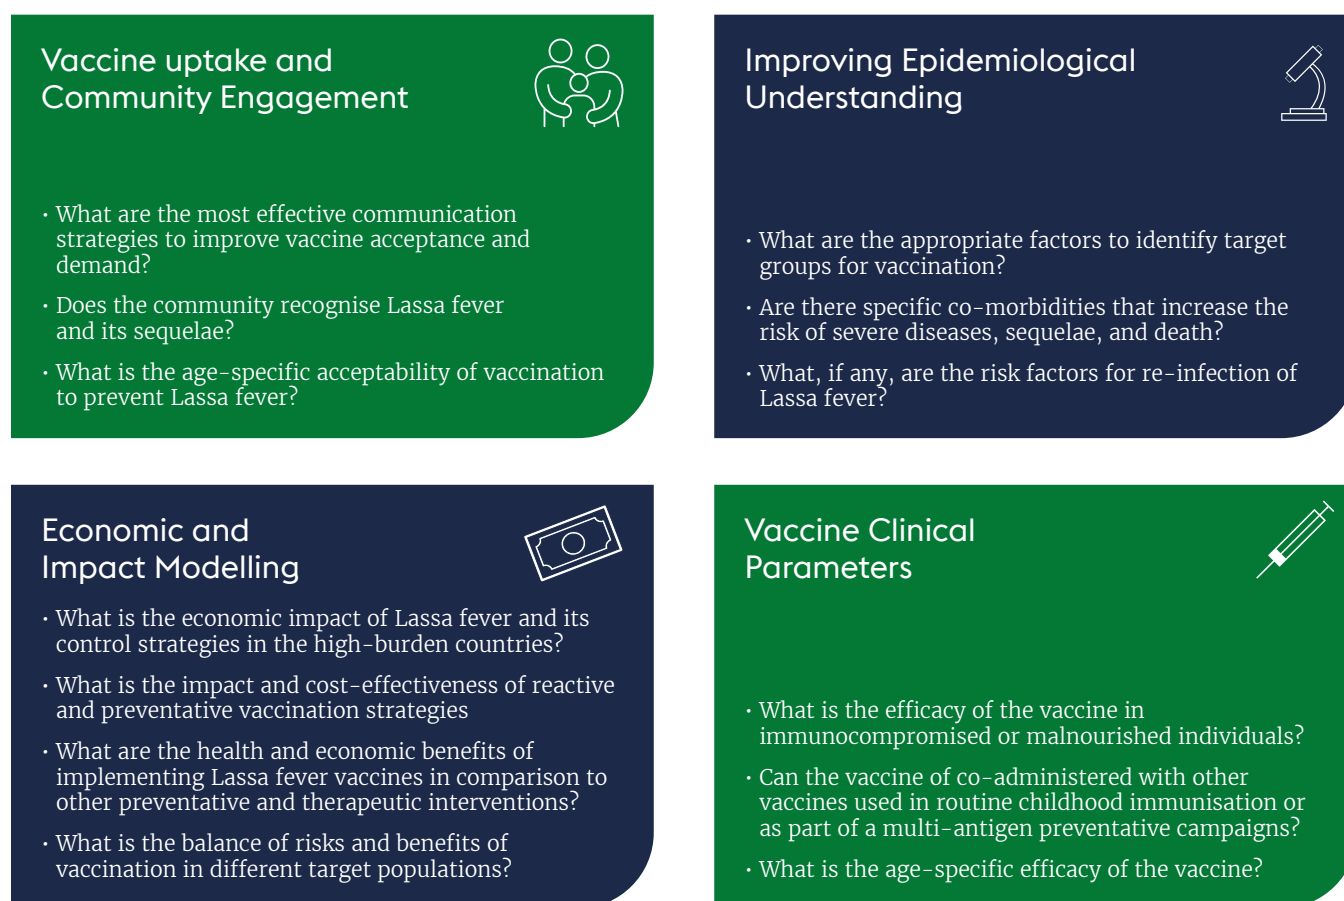 Vaccine uptake and
Community Engagement
· What are the most effective communication
strategies to improve vaccine acceptance and
demand?
· Does the community recognise Lassa fever
and its sequelae?
· What is the age-specific acceptability of vaccination
to prevent Lassa fever?
Improving Epidemiological
Understanding
· What are the appropriate factors to identify target
groups for vaccination?
· Are there specific co-morbidities that increase the
risk of severe diseases, sequelae, and death?
· What, if any, are the risk factors for re-infection of
Lassa fever?
Economic and
Impact Modelling
· What is the economic impact of Lassa fever and its
control strategies in the high-burden countries?
· What is the impact and cost-effectiveness of reactive
and preventative vaccination strategies
· What are the health and economic benefits of
implementing Lassa fever vaccines in comparison to
other preventative and therapeutic interventions?
· What is the balance of risks and benefits of
vaccination in different target populations?
Vaccine Clinical
Parameters
· What is the efficacy of the vaccine in
immunocompromised or malnourished individuals?
· Can the vaccine of co-administered with other
vaccines used in routine childhood immunisation or
as part of a multi-antigen preventative campaigns?
· What is the age-specific efficacy of the vaccine?